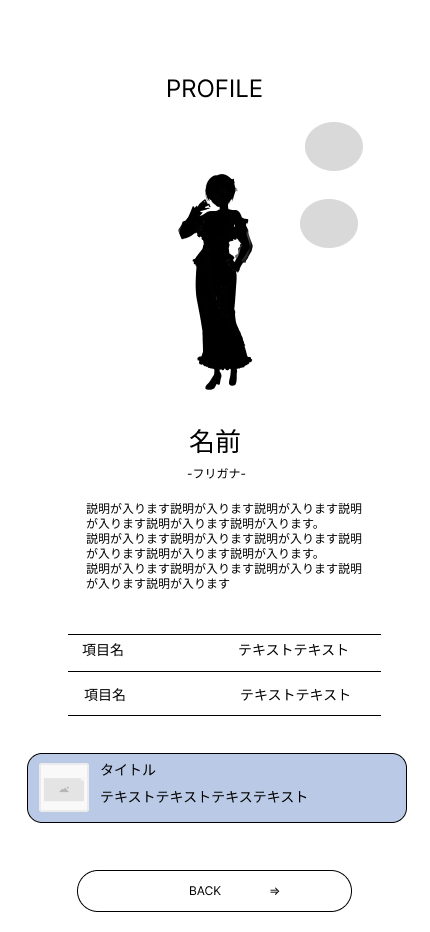 PROFILE
名前
-フリガナ-
説明が入ります説明が入ります説明が入ります説明
が入ります説明が入ります説明が入ります。
説明が入ります説明が入ります説明が入ります説明
が入ります説明が入ります説明が入ります。
説明が入ります説明が入ります説明が入ります説明
が入ります説明が入ります
項目名 テキストテキスト
項目名 テキストテキスト
タイトル
テキストテキストテキステキスト
BACK ⇒